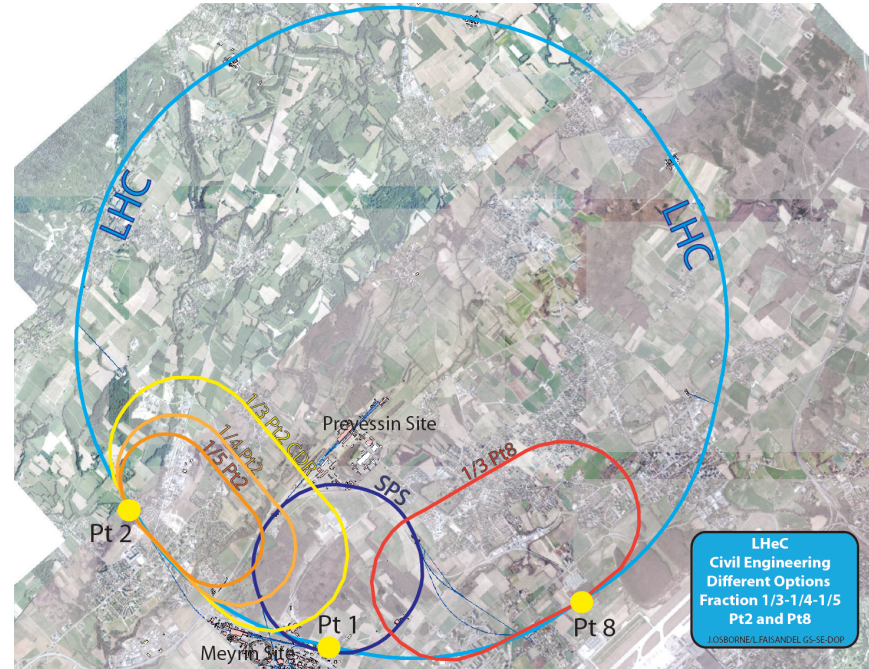 LHC
LHC
1/3 Pt2 CDR
1/4 Pt2
1/5 Pt2
Prevessin Site
SPS
1/3 Pt8
Pt 2
Pt 1
Pt 8
Meyrin Site
LHeC
Civil Engineering
Different Options
Fraction 1/3-1/4-1/5
Pt2 and Pt8
J.OSBORNE/L.FAISANDEL GS-SE-DOP